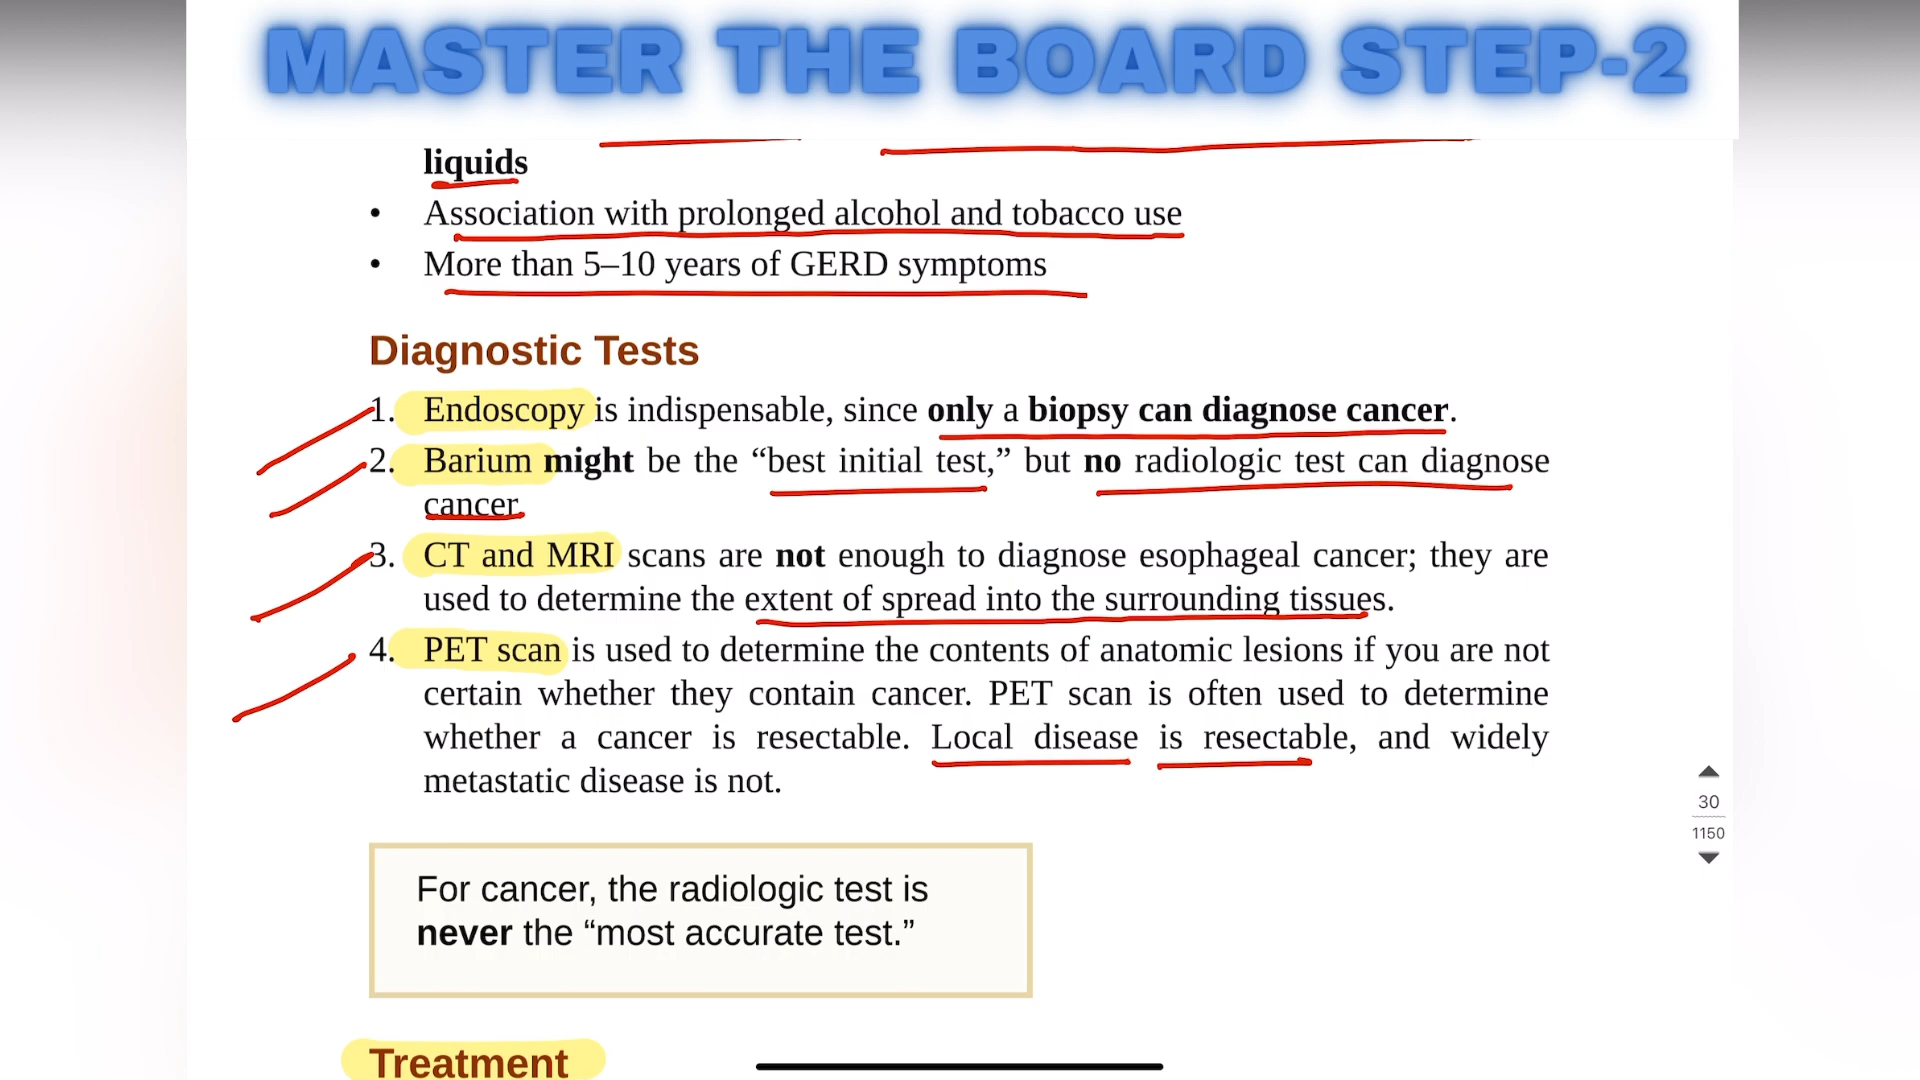 MASTER THE BOARD STEP-2
liquids
• Association with prolonged alcohol and tobacco use
• More than 5–10 years of GERD symptoms
Diagnostic Tests
1. Endoscopy is indispensable, since only a biopsy can diagnose cancer.
2. Barium might be the “best initial test,” but no radiologic test can diagnose
cancer.
3. CT and MRI scans are not enough to diagnose esophageal cancer; they are
used to determine the extent of spread into the surrounding tissues.
4. PET scan is used to determine the contents of anatomic lesions if you are not
certain whether they contain cancer. PET scan is often used to determine
whether a cancer is resectable. Local disease is resectable, and widely
metastatic disease is not.
30
1150
For cancer, the radiologic test is
never the “most accurate test.”
Treatment